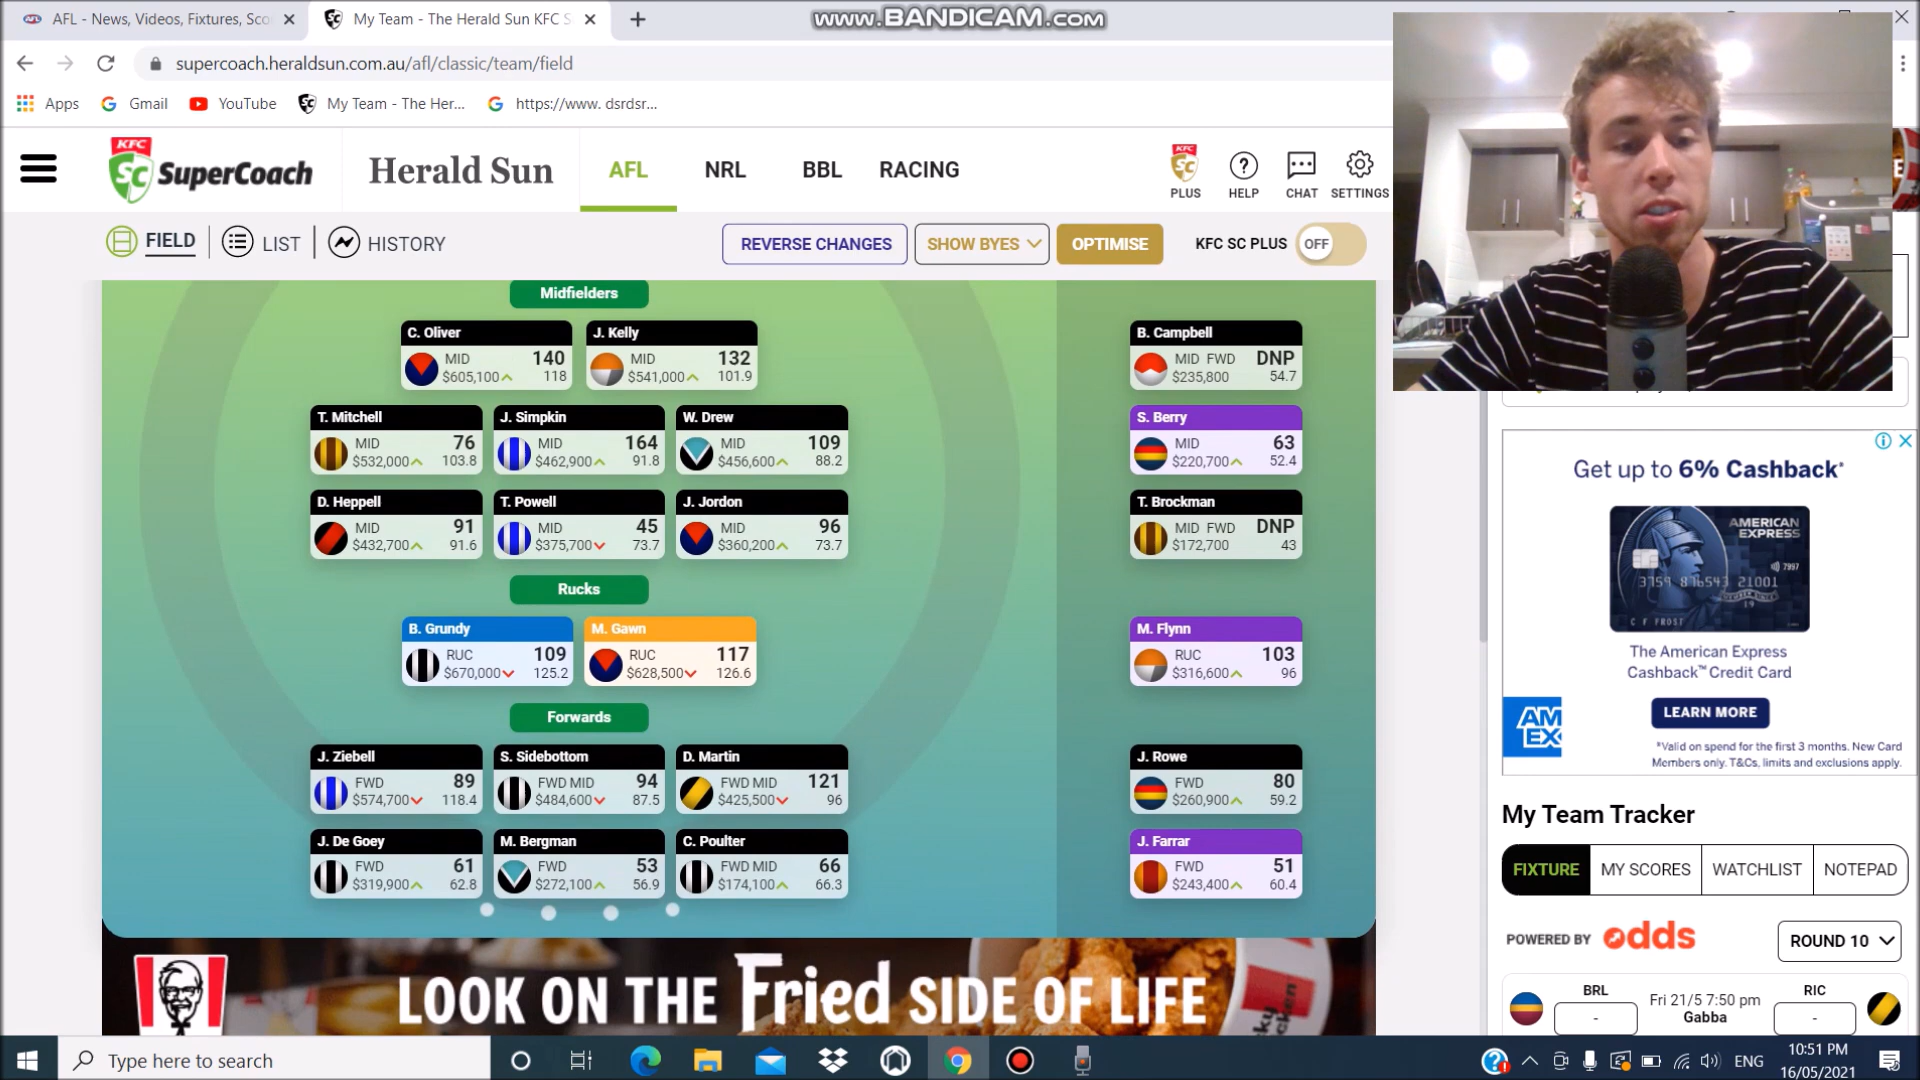 AFL - News, Videos, Fixtures, Sco
My Team - The Herald Sun KFC S
www.BANDICAM.com
supercoach.heraldsun.com.au/afl/classic/team/field
Apps
Gmail
YouTube
My Team - The Her...
https://www. dsrdsr...
KFC SC SuperCoach
Herald Sun
AFL
NRL
BBL
RACING
PLUS
HELP
CHAT
SETTINGS
FIELD
LIST
HISTORY
REVERSE CHANGES
SHOW BYES
OPTIMISE
KFC SC PLUS
OFF
Midfielders
C. Oliver
MID 140
$605,100 118
J. Kelly
MID 132
$541,000 101.9
B. Campbell
MID FWD DNP
$235,800 54.7
T. Mitchell
MID 76
$532,000 103.8
J. Simpkin
MID 164
$462,900 91.8
W. Drew
MID 109
$456,600 88.2
S. Berry
MID 63
$220,700 52.4
D. Heppell
MID 91
$432,700 91.6
T. Powell
MID 45
$375,700 73.7
J. Jordon
MID 96
$360,200 73.7
T. Brockman
MID FWD DNP
$172,700 43
Rucks
B. Grundy
RUC 109
$670,000 125.2
M. Gawn
RUC 117
$628,500 126.6
M. Flynn
RUC 103
$316,600 96
Forwards
J. Ziebell
FWD 89
$574,700 118.4
S. Sidebottom
FWD MID 94
$484,600 87.5
D. Martin
FWD MID 121
$425,500 96
J. Rowe
FWD 80
$260,900 59.2
J. De Goey
FWD 61
$319,900 62.8
M. Bergman
FWD 53
$272,100 56.9
C. Poulter
FWD MID 66
$174,100 66.3
J. Farrar
FWD 51
$243,400 60.4
LOOK ON THE Fried SIDE OF LIFE
Get up to 6% Cashback*
AMERICAN EXPRESS
C F FROST
The American Express
Cashback™ Credit Card
AM
EX
LEARN MORE
*Valid on spend for the first 3 months. New Card
Members only. T&Cs, limits and exclusions apply.
My Team Tracker
FIXTURE
MY SCORES
WATCHLIST
NOTEPAD
POWERED BY odds
ROUND 10
BRL
-
Fri 21/5 7:50 pm
Gabba
RIC
-
Type here to search
ENG
10:51 PM
16/05/2021